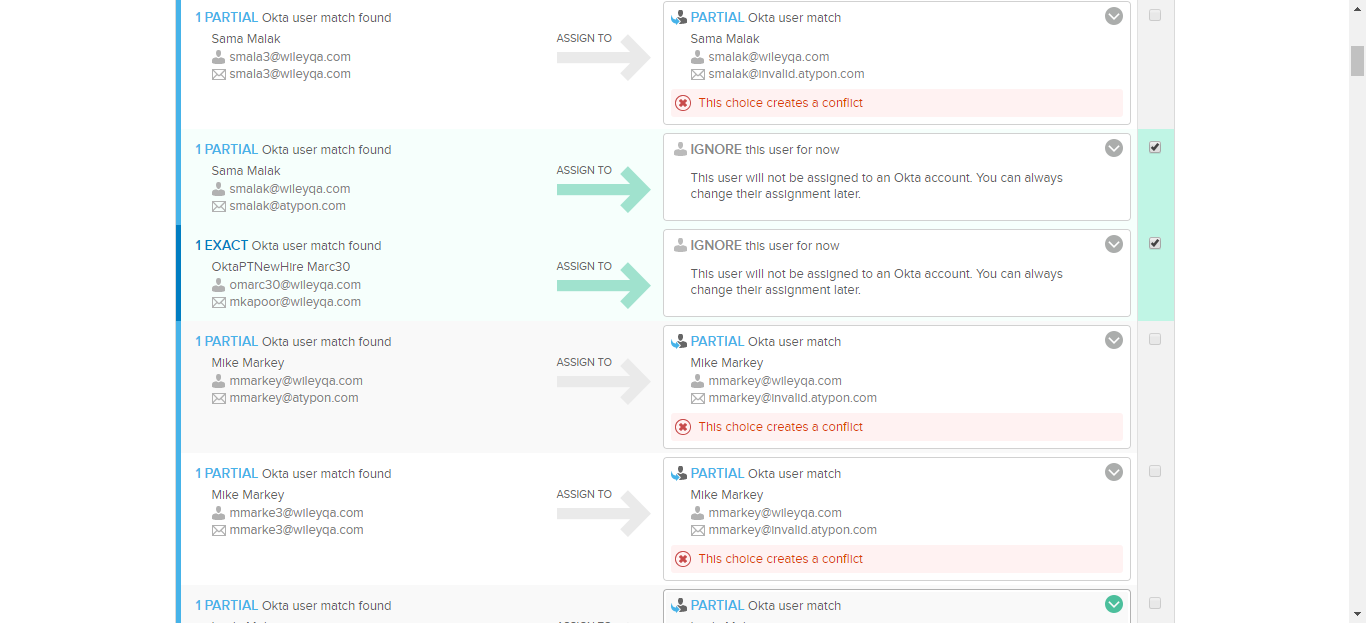 1 PARTIAL Okta user match found
Sama Malak
smala3@wileyqa.com
smala3@wileyqa.com
ASSIGN TO
PARTIAL Okta user match
Sama Malak
smalak@wileyqa.com
smalak@invalid.atypon.com
This choice creates a conflict
1 PARTIAL Okta user match found
Sama Malak
smalak@wileyqa.com
smalak@atypon.com
ASSIGN TO
IGNORE this user for now
This user will not be assigned to an Okta account. You can always
change their assignment later.
1 EXACT Okta user match found
OktaPTNewHire Marc30
omarc30@wileyqa.com
mkapoor@wileyqa.com
ASSIGN TO
IGNORE this user for now
This user will not be assigned to an Okta account. You can always
change their assignment later.
1 PARTIAL Okta user match found
Mike Markey
mmarkey@wileyqa.com
mmarkey@atypon.com
ASSIGN TO
PARTIAL Okta user match
Mike Markey
mmarkey@wileyqa.com
mmarkey@invalid.atypon.com
This choice creates a conflict
1 PARTIAL Okta user match found
Mike Markey
mmarke3@wileyqa.com
mmarke3@wileyqa.com
ASSIGN TO
PARTIAL Okta user match
Mike Markey
mmarkey@wileyqa.com
mmarkey@invalid.atypon.com
This choice creates a conflict
1 PARTIAL Okta user match found
PARTIAL Okta user match